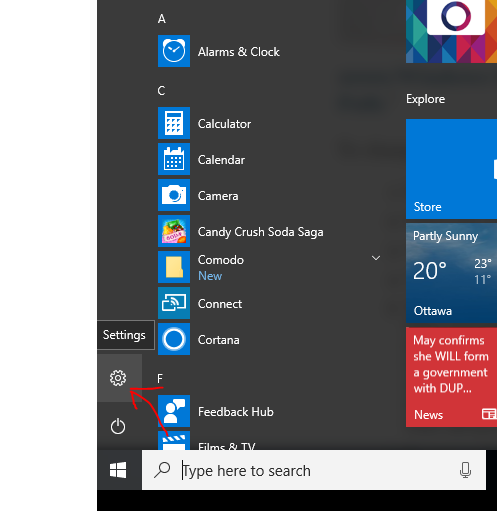 A
Alarms & Clock
C
Calculator
Calendar
Camera
Candy Crush Soda Saga
Comodo
New
Connect
Cortana
Settings
F
Feedback Hub
Films & TV
Type here to search
Explore
Store
Partly Sunny
20°
23°
11°
Ottawa
May confirms
she WILL form
a government
with DUP...
News